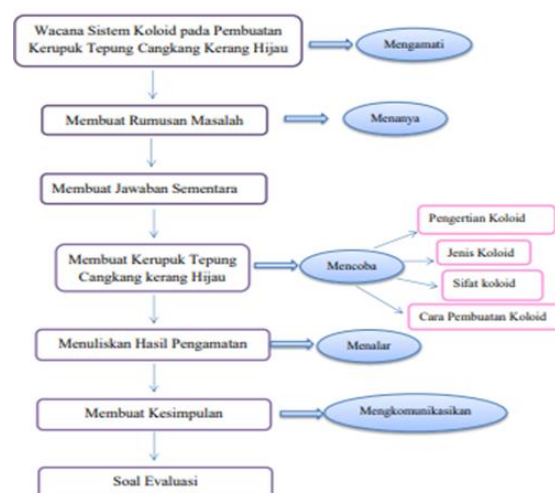 Wacana Sistem Koloid pada Pembuatan
Kerupuk Tepung Cangkang Kerang Hijau
Mengamati
Membuat Rumusan Masalah
Menanya
Membuat Jawaban Sementara
Pengertian Koloid
Jenis Koloid
Membuat Kerupuk Tepung
Cangkang kerang Hijau
Mencoba
Sifat koloid
Cara Pembuatan Koloid
Menuliskan Hasil Pengamatan
Menalar
Membuat Kesimpulan
Mengkomunikasikan
Soal Evaluasi